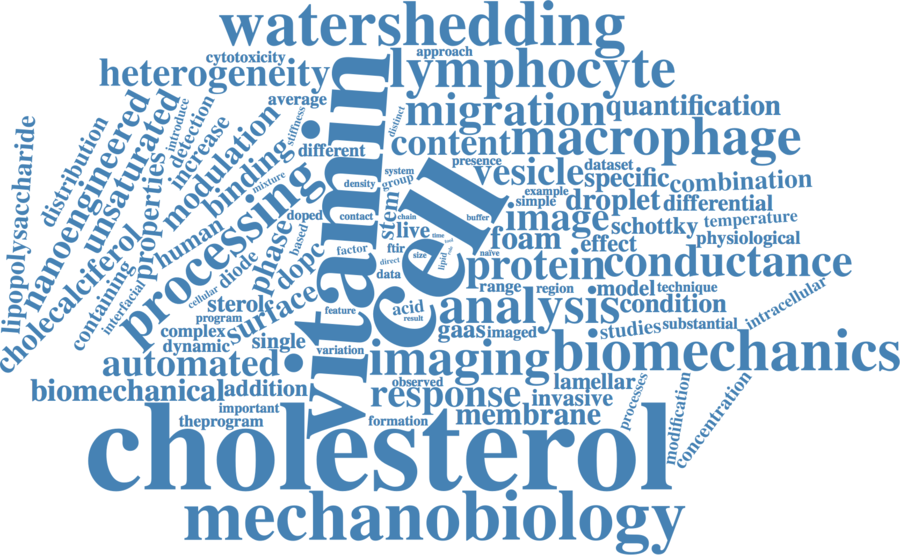 watershedding
cytotoxicity
approach
heterogeneity
lymphocyte
average
migration
quantification
vitamin
stiffness
distinct
introduce
detection
increase
unsaturated
nanoengineered
distribution
lipopolysaccharide
cholecalciferol
properties
modulation
binding
different
content
macrophage
presence
vesicle
dataset
specific
combination
system
group
density
mixture
processing
human
containing
interfacial
example
simple
droplet
differential
doped
contact
chain
stem
live
time
buffer
image
schottky
temperature
based
phase
factor
ftir
direct
size
lipid
cell
foam
effect
physiological
naïve
protein
conductance
diode
cellular
dopc
data
range
region
model
technique
sterol
surface
feature
acid
result
analysis
condition
intracellular
program
complex
dynamic
single
gaas
imaged
studies
substantial
automated
variation
imaging
biomechanics
biomechanical
addition
observed
response
lamellar
invasive
processes
modification
concentration
important
theprogram
formation
membrane
cholesterol
mechanobiology